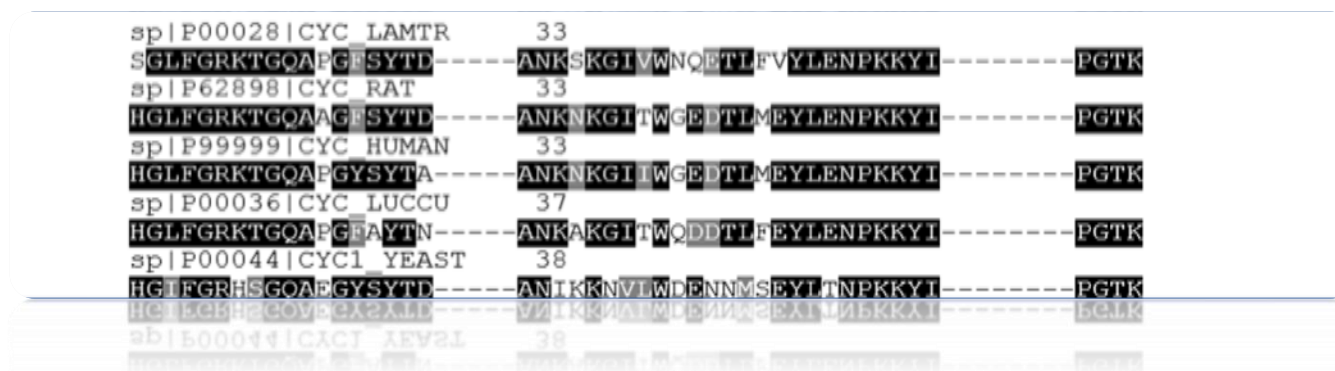 sp|P00028|CYC_LAMTR 33
SGLFGRKTGQAPGFSYTD-----ANKSKGIVWNQETLFVYLENPKKYI--------PGTK
sp|P62898|CYC_RAT 33
HGLFGRKTGQAAGFSYTD-----ANKNKGITWGEDTLMEYLENPKKYI--------PGTK
sp|P99999|CYC_HUMAN 33
HGLFGRKTGQAPGYSYTA-----ANKNKGIIWGEDTLMEYLENPKKYI--------PGTK
sp|P00036|CYC_LUCCU 37
HGLFGRKTGQAPGFAYTN-----ANKAKGITWQDDTLFEYLENPKKYI--------PGTK
sp|P00044|CYC1_YEAST 38
HGIFGRHSGQAEGYSYTD-----ANIKKNVLWDENNMSEYLTNPKKYI--------PGTK